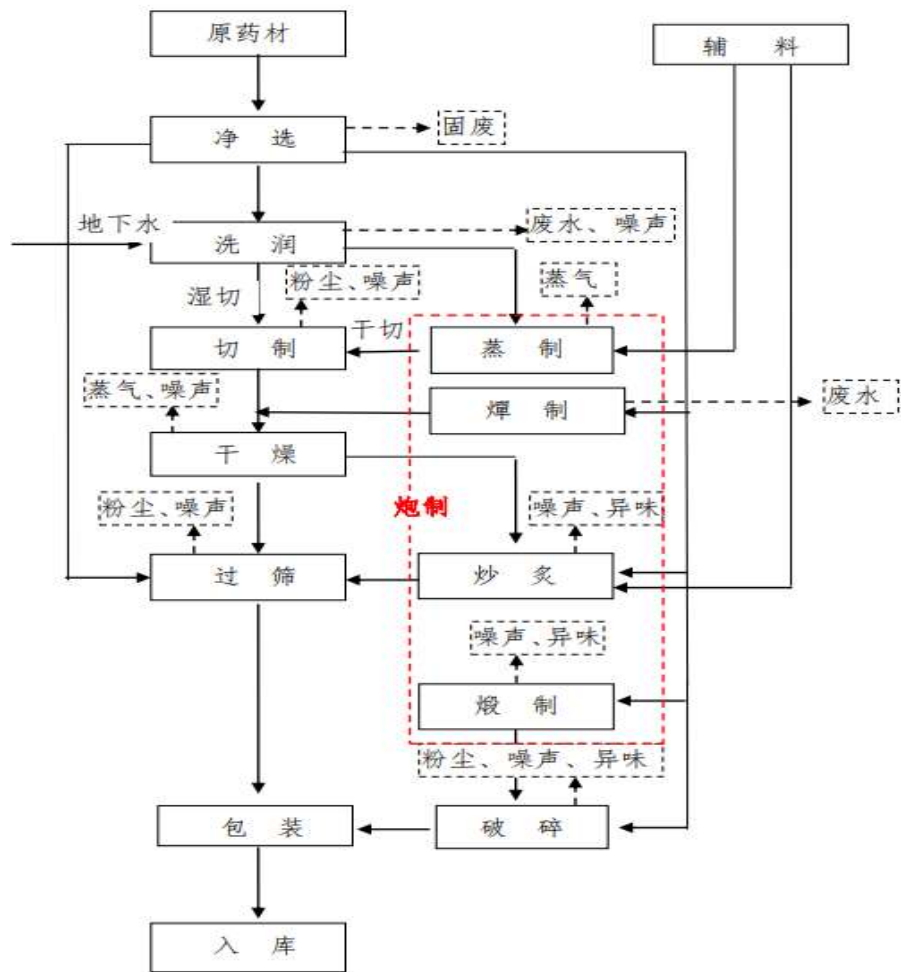 原药材
辅 料
净 选
固废
地下水
洗 润
废水、噪声
湿切
粉尘、噪声
蒸气
干切
切 制
蒸 制
蒸气、噪声
燀 制
废水
干 燥
炮制
粉尘、噪声
噪声、异味
过 筛
炒 炙
噪声、异味
煅 制
粉尘、噪声、异味
包 装
破 碎
入 库